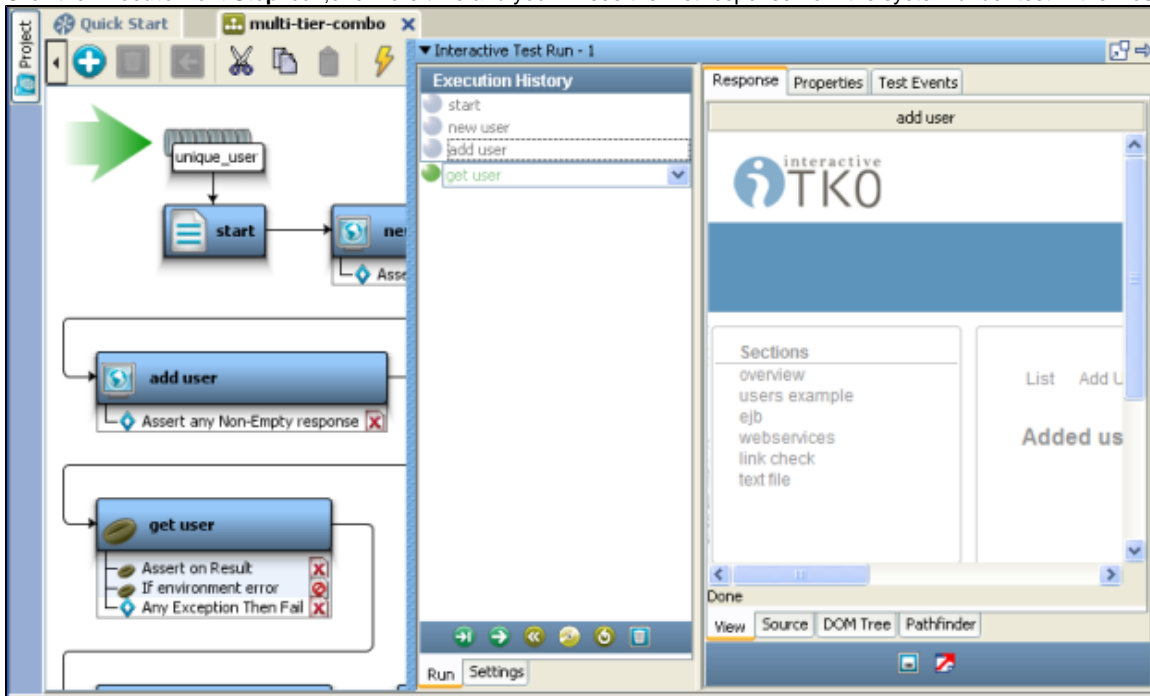 Project
Quick Start
multi-tier-combo
Interactive Test Run - 1
Execution History
start
new user
add user
get user
Run
Settings
Response
Properties
Test Events
add user
interactive
TKO
Sections
overview
users example
ejb
webservices
link check
text file
List Add U
Added us
Done
View
Source
DOM Tree
Pathfinder
unique_user
start
ne
Asse
add user
Assert any Non-Empty response
get user
Assert on Result
If environment error
Any Exception Then Fail